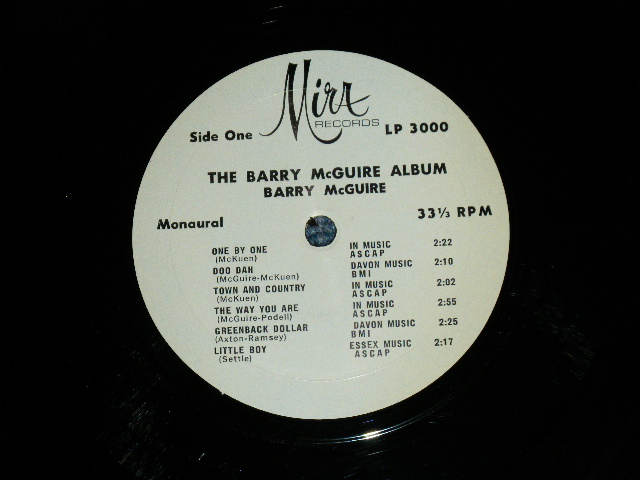 Mira
RECORDS
Side One
LP 3000
THE BARRY McGUIRE ALBUM
BARRY McGUIRE
Monaural
33 1/3 RPM
ONE BY ONE IN MUSIC 2:22
(McKuen) ASCAP
DOO DAH DAVON MUSIC 2:10
(McGuire-McKuen) BMI
TOWN AND COUNTRY IN MUSIC 2:02
(McKuen) ASCAP
THE WAY YOU ARE IN MUSIC 2:55
(McGuire-Podell) ASCAP
GREENBACK DOLLAR DAVON MUSIC 2:25
(Axton-Ramsey) BMI
LITTLE BOY ESSEX MUSIC 2:17
(Settle) ASCAP